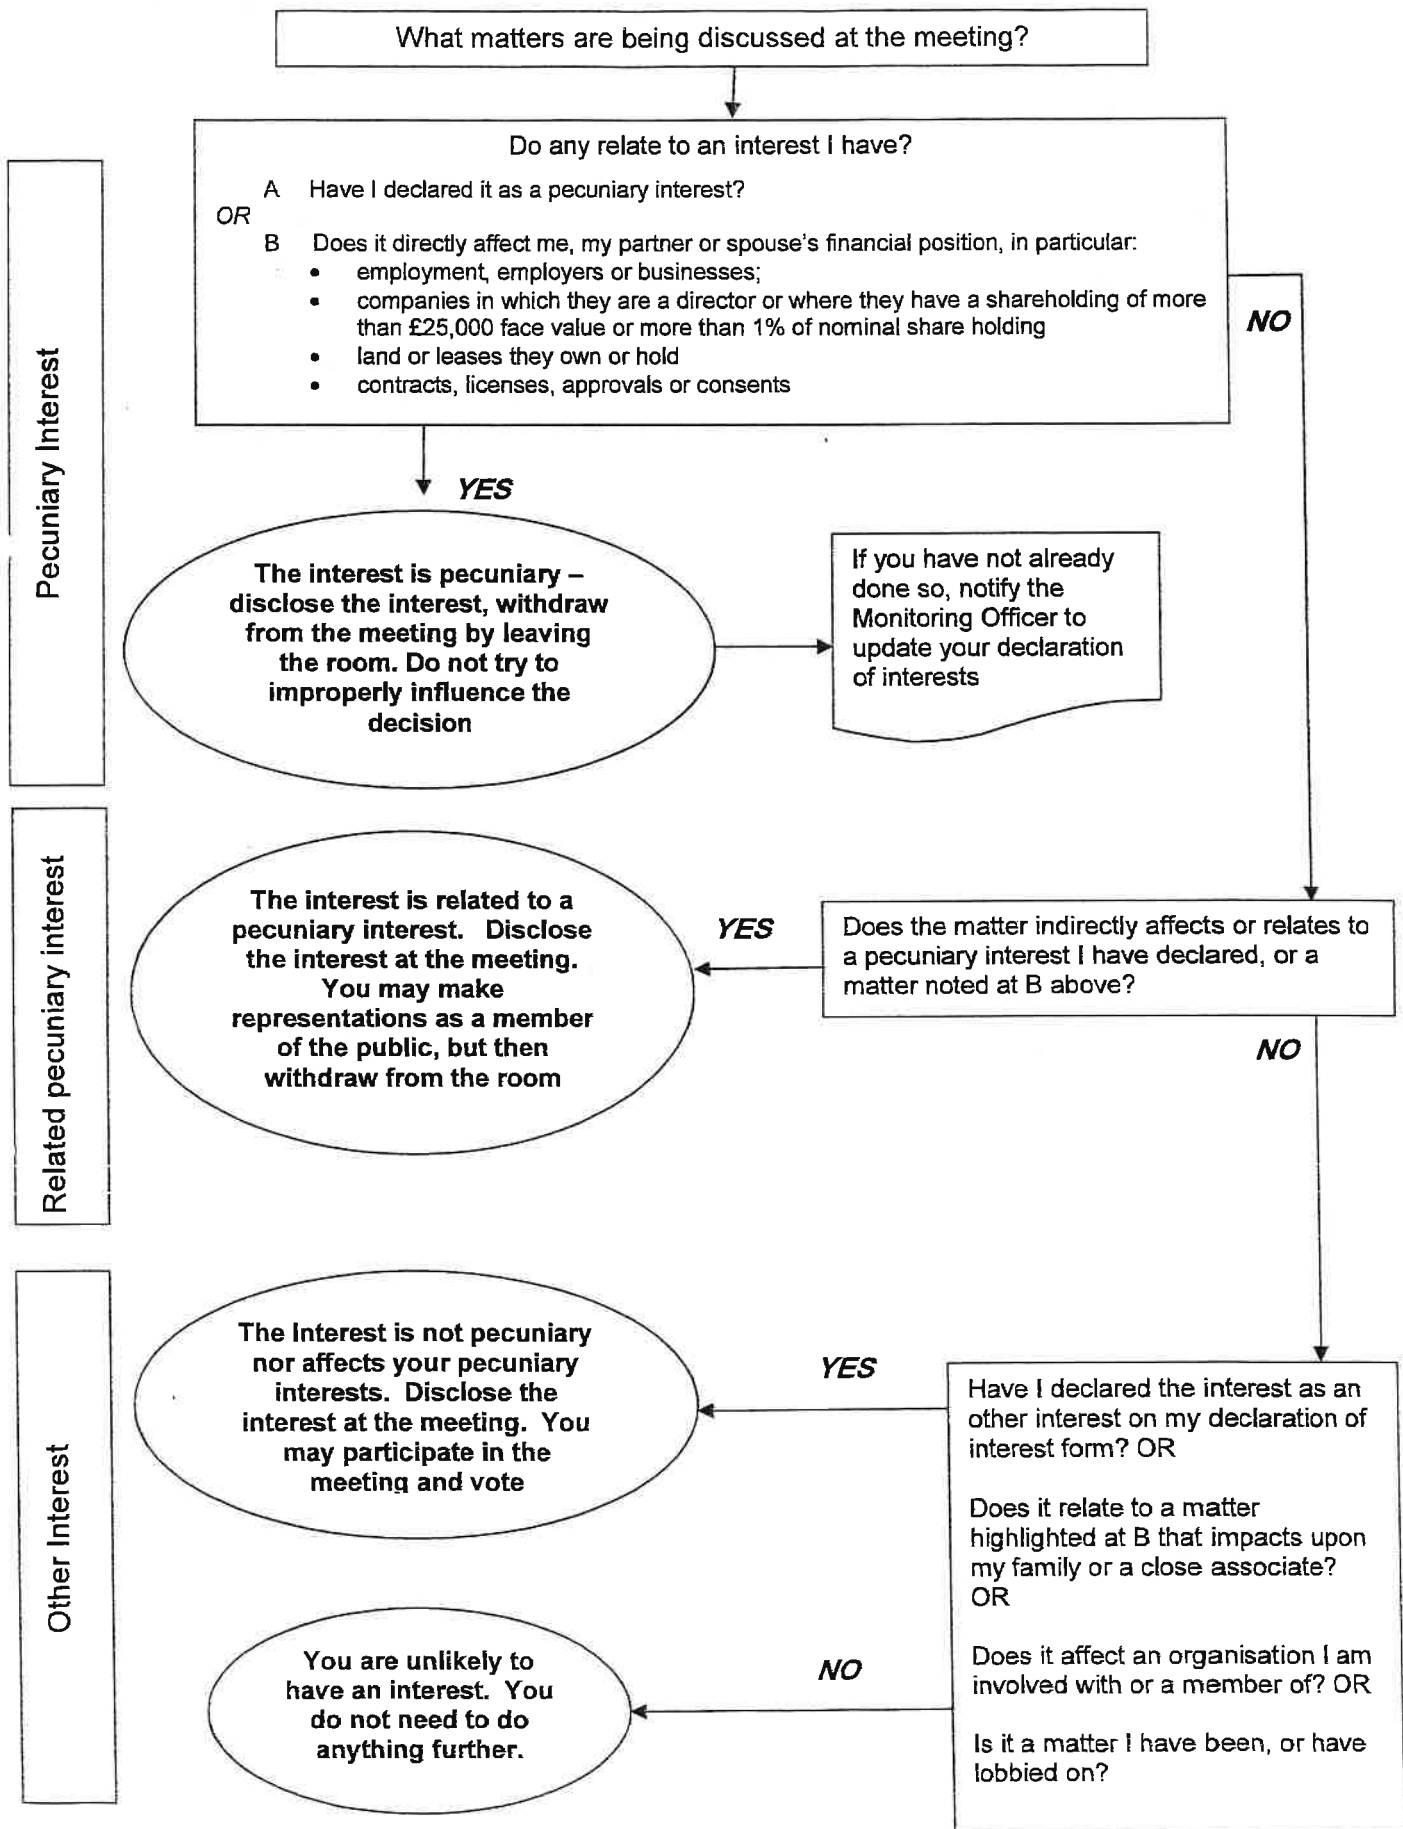 What matters are being discussed at the meeting?
Do any relate to an interest I have?
A Have I declared it as a pecuniary interest?
OR
B Does it directly affect me, my partner or spouse's financial position, in particular:
• employment, employers or businesses;
• companies in which they are a director or where they have a shareholding of more
than £25,000 face value or more than 1% of nominal share holding
• land or leases they own or hold
• contracts, licenses, approvals or consents
NO
Pecuniary Interest
YES
The interest is pecuniary –
disclose the interest, withdraw
from the meeting by leaving
the room. Do not try to
improperly influence the
decision
If you have not already
done so, notify the
Monitoring Officer to
update your declaration
of interests
Related pecuniary interest
The interest is related to a
pecuniary interest. Disclose
the interest at the meeting.
You may make
representations as a member
of the public, but then
withdraw from the room
YES
Does the matter indirectly affects or relates to
a pecuniary interest I have declared, or a
matter noted at B above?
NO
Other Interest
The Interest is not pecuniary
nor affects your pecuniary
interests. Disclose the
interest at the meeting. You
may participate in the
meeting and vote
YES
Have I declared the interest as an
other interest on my declaration of
interest form? OR
Does it relate to a matter
highlighted at B that impacts upon
my family or a close associate?
OR
Does it affect an organisation I am
involved with or a member of? OR
Is it a matter I have been, or have
lobbied on?
NO
You are unlikely to
have an interest. You
do not need to do
anything further.